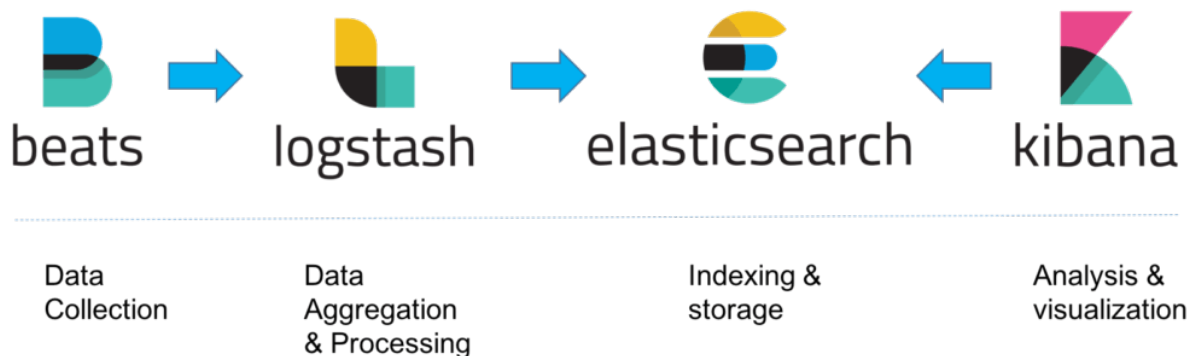 beats
logstash
elasticsearch
kibana
Data
Collection
Data
Aggregation
& Processing
Indexing &
storage
Analysis &
visualization